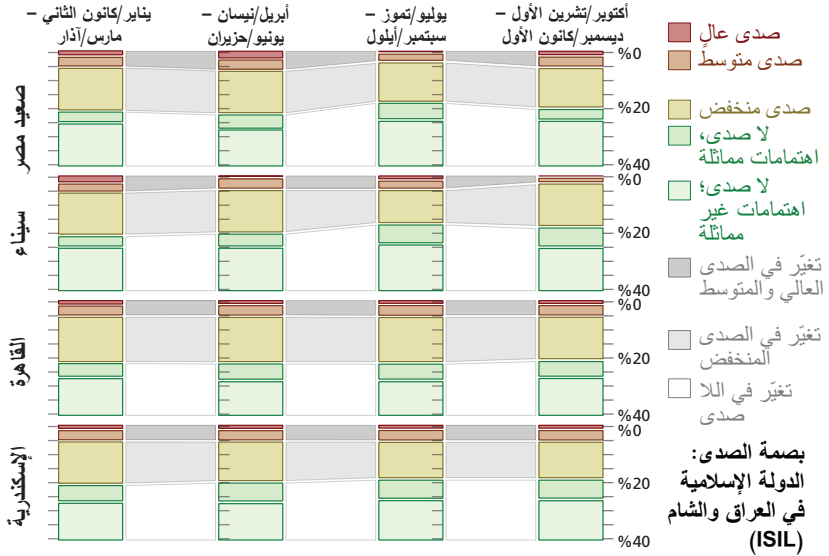 يناير/كانون الثاني –
مارس/آذار
أبريل/نيسان –
يونيو/حزيران
يوليو/تموز –
سبتمبر/أيلول
أكتوبر/تشرين الأول –
ديسمبر/كانون الأول
صعيد مصر
%0
%20
%40
سيناء
%0
%20
%40
القاهرة
%0
%20
%40
الإسكندرية
%0
%20
%40
صدى عالٍ
صدى متوسط
صدى منخفض
لا صدى،
اهتمامات مماثلة
لا صدى؛
اهتمامات غير
مماثلة
تغيّر في الصدى
العالي والمتوسط
تغيّر في الصدى
المنخفض
تغيّر في اللا
صدى
بصمة الصدى:
الدولة الإسلامية
في العراق والشام
(ISIL)